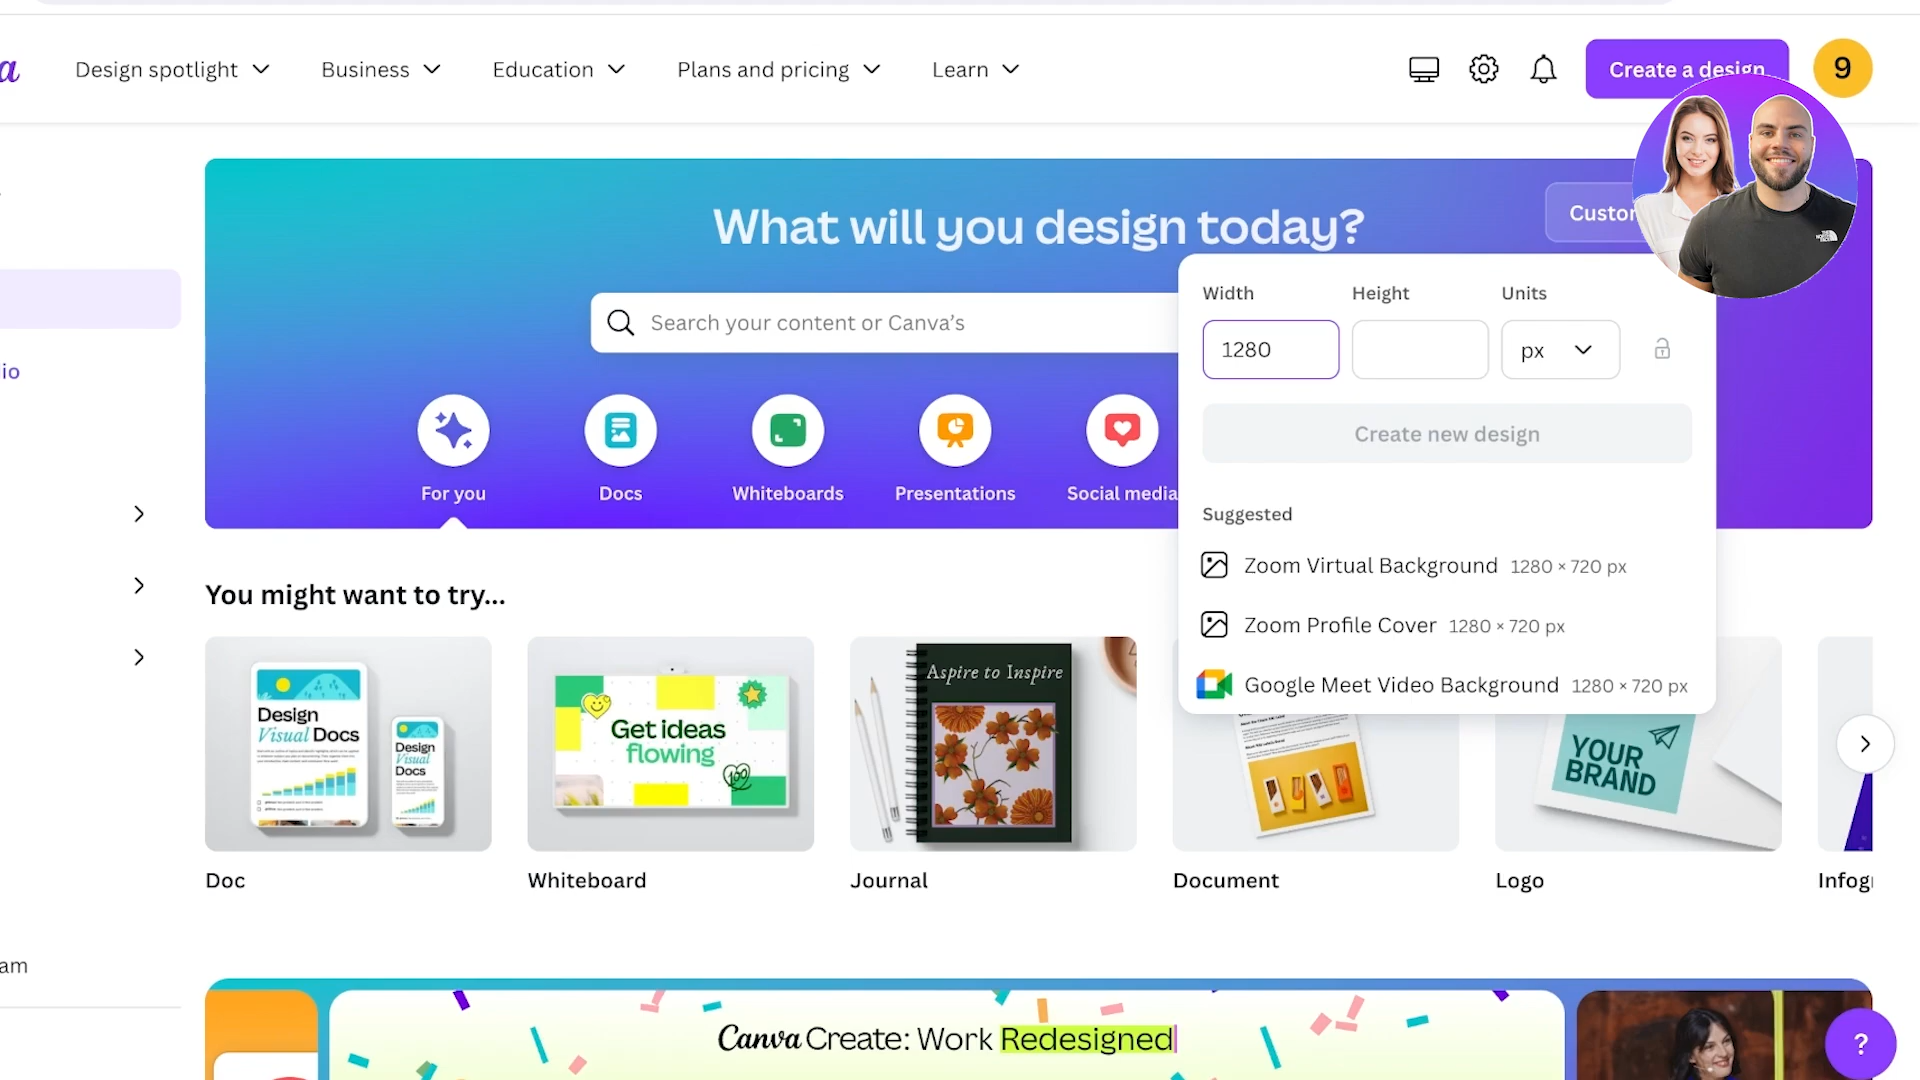 Design spotlight
Business
Education
Plans and pricing
Learn
Create a design
9
What will you design today?
Width
Height
Units
1280
px
Search your content or Canva's
Create new design
For you
Docs
Whiteboards
Presentations
Social media
Suggested
Zoom Virtual Background 1280 × 720 px
Zoom Profile Cover 1280 × 720 px
Google Meet Video Background 1280 × 720 px
io
You might want to try...
Design
Visual Docs
Design
Visual
Docs
Get ideas
flowing
100
Aspire to Inspire
YOUR
BRAND
Doc
Whiteboard
Journal
Document
Logo
am
Canva Create: Work Redesigned
?